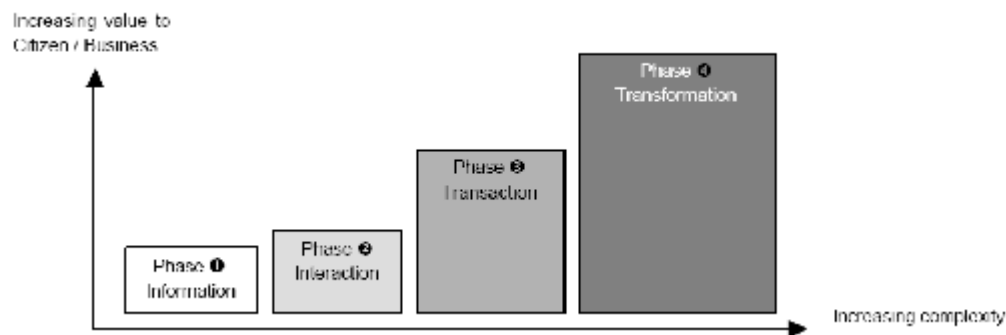 Increasing value to
Citizen / Business
Phase ❹
Transformation
Phase ❸
Transaction
Phase ❷
Interaction
Phase ❶
Information
Increasing complexity